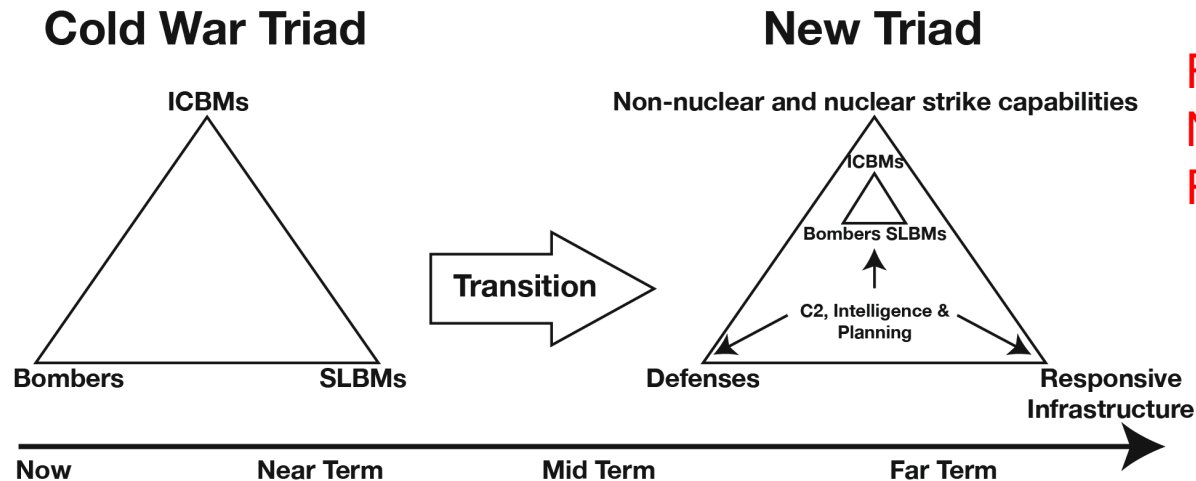 Cold War Triad
New Triad
ICBMs
Bombers
SLBMs
Transition
Non-nuclear and nuclear strike capabilities
ICBMs
Bombers SLBMs
C2, Intelligence &
Planning
Defenses
Responsive
Infrastructure
Now
Near Term
Mid Term
Far Term